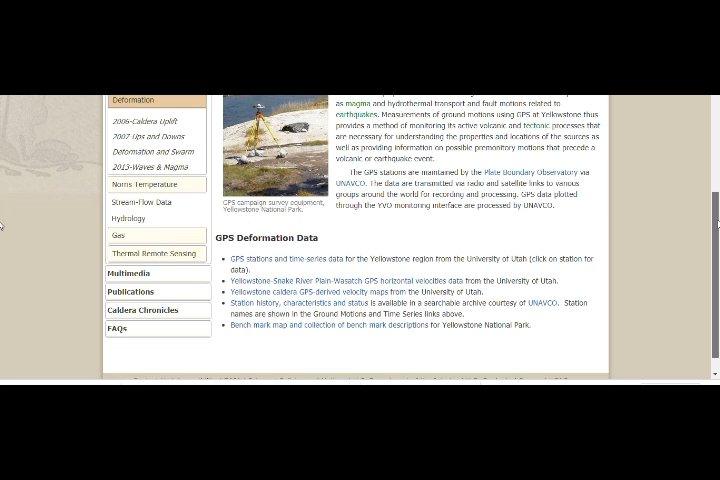 Deformation
2006-Caldera Uplift
2007-Ups and Downs
Deformation and Swarm
2013-Waves & Magma
Norris Temperature
Stream-Flow Data
Hydrology
Gas
Thermal Remote Sensing
Multimedia
Publications
Caldera Chronicles
FAQs
GPS campaign survey equipment,
Yellowstone National Park.
as magma and hydrothermal transport and fault motions related to
earthquakes. Measurements of ground motions using GPS at Yellowstone thus
provides a method of monitoring its active volcanic and tectonic processes that
are necessary for understanding the properties and locations of the sources as
well as providing information on possible premonitory motions that precede a
volcanic or earthquake event.
The GPS stations are maintained by the Plate Boundary Observatory via
UNAVCO. The data are transmitted via radio and satellite links to various
groups around the world for recording and processing. GPS data plotted
through the YVO monitoring interface are processed by UNAVCO.
GPS Deformation Data
• GPS stations and time-series data for the Yellowstone region from the University of Utah (click on station for
data).
• Yellowstone-Snake River Plain-Wasatch GPS horizontal velocities data from the University of Utah.
• Yellowstone caldera GPS-derived velocity maps from the University of Utah.
• Station history, characteristics and status is available in a searchable archive courtesy of UNAVCO. Station
names are shown in the Ground Motions and Time Series links above.
• Bench mark map and collection of bench mark descriptions for Yellowstone National Park.